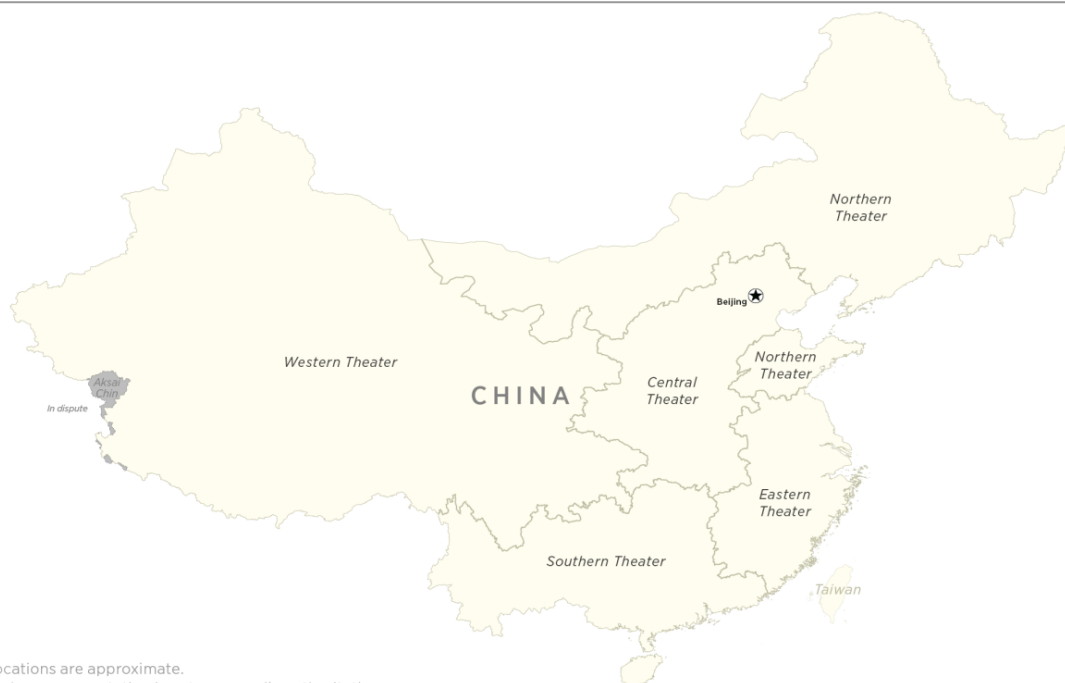 Northern
Theater
Beijing
Western Theater
Northern
Theater
Aksai
Chin
Central
Theater
CHINA
In dispute
Eastern
Theater
Southern Theater
Taiwan
ocations are approximate.